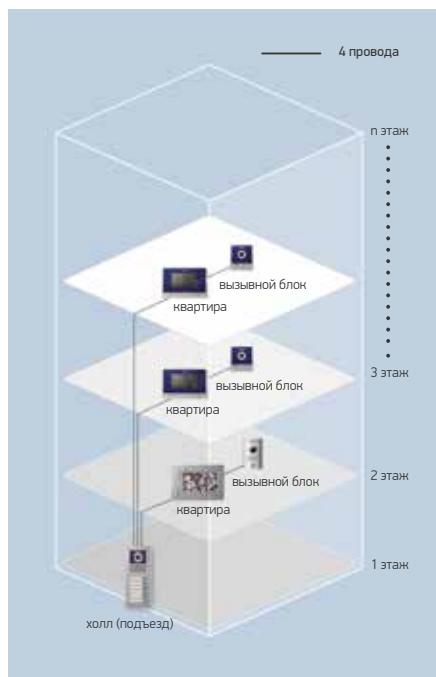 4 провода
n этаж
вызывной блок
квартира
3 этаж
вызывной блок
квартира
2 этаж
вызывной блок
квартира
1 этаж
холл (подъезд)